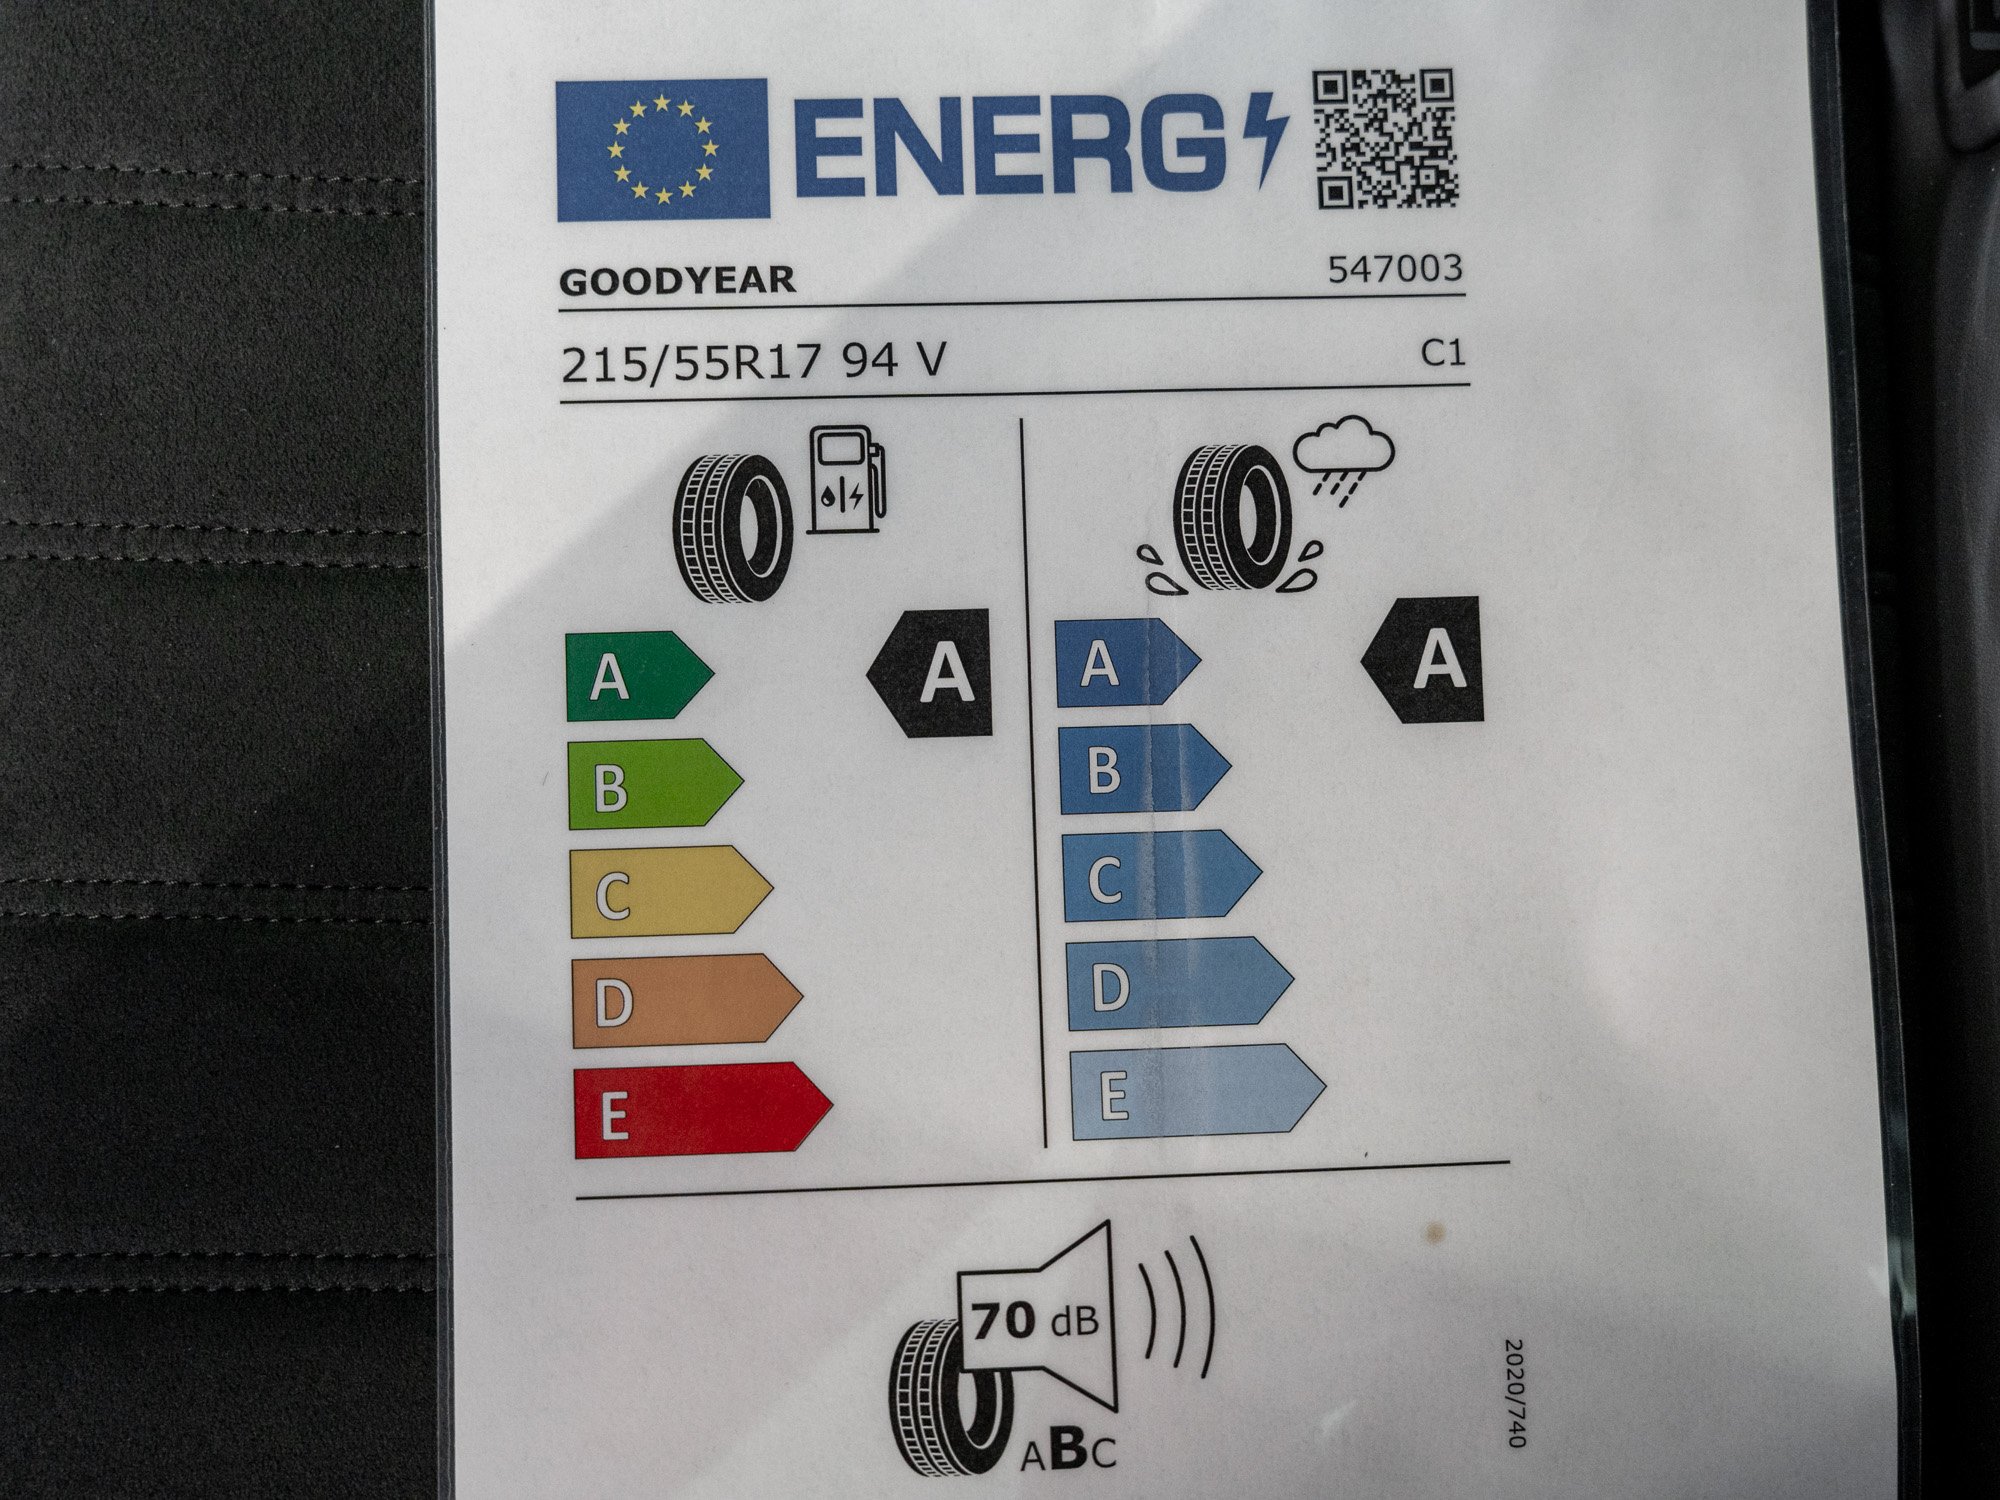 ENERG
GOODYEAR 547003
215/55R17 94 V C1
A A A A
B B
C C
D D
E E
70 dB
ABC
2020/740